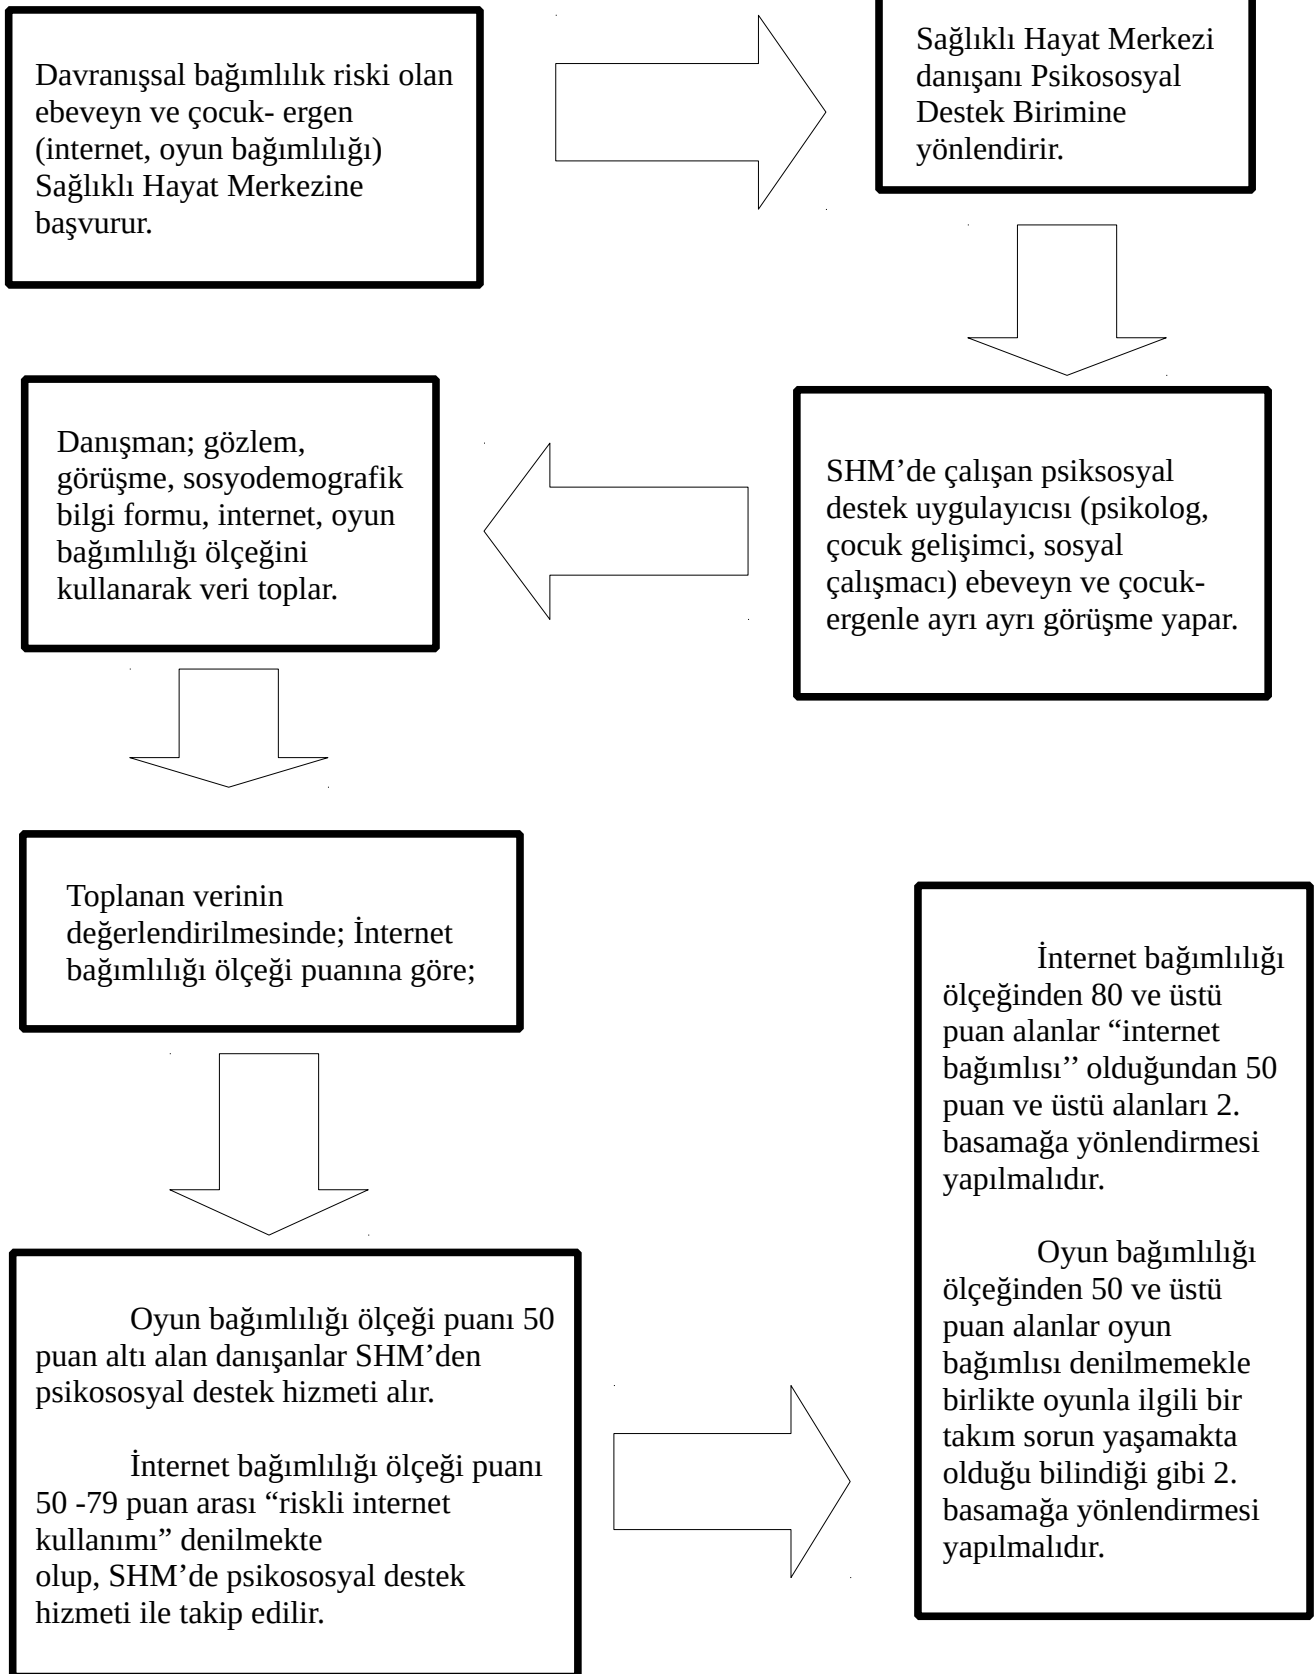 Davranışsal bağımlılık riski olan
ebeveyn ve çocuk- ergen
(internet, oyun bağımlılığı)
Sağlıklı Hayat Merkezine
başvurur.
Sağlıklı Hayat Merkezi
danışanı Psikososyal
Destek Birimine
yönlendirir.
SHM’de çalışan psiksosyal
destek uygulayıcısı (psikolog,
çocuk gelişimci, sosyal
çalışmacı) ebeveyn ve çocuk-
ergenle ayrı ayrı görüşme yapar.
Danışman; gözlem,
görüşme, sosyodemografik
bilgi formu, internet, oyun
bağımlılığı ölçeğini
kullanarak veri toplar.
Toplanan verinin
değerlendirilmesinde; İnternet
bağımlılığı ölçeği puanına göre;
Oyun bağımlılığı ölçeği puanı 50
puan altı alan danışanlar SHM’den
psikososyal destek hizmeti alır.
İnternet bağımlılığı ölçeği puanı
50 -79 puan arası “riskli internet
kullanımı” denilmekte
olup, SHM’de psikososyal destek
hizmeti ile takip edilir.
İnternet bağımlılığı
ölçeğinden 80 ve üstü
puan alanlar “internet
bağımlısı’’ olduğundan 50
puan ve üstü alanları 2.
basamağa yönlendirmesi
yapılmalıdır.
Oyun bağımlılığı
ölçeğinden 50 ve üstü
puan alanlar oyun
bağımlısı denilmemekle
birlikte oyunla ilgili bir
takım sorun yaşamakta
olduğu bilindiği gibi 2.
basamağa yönlendirmesi
yapılmalıdır.